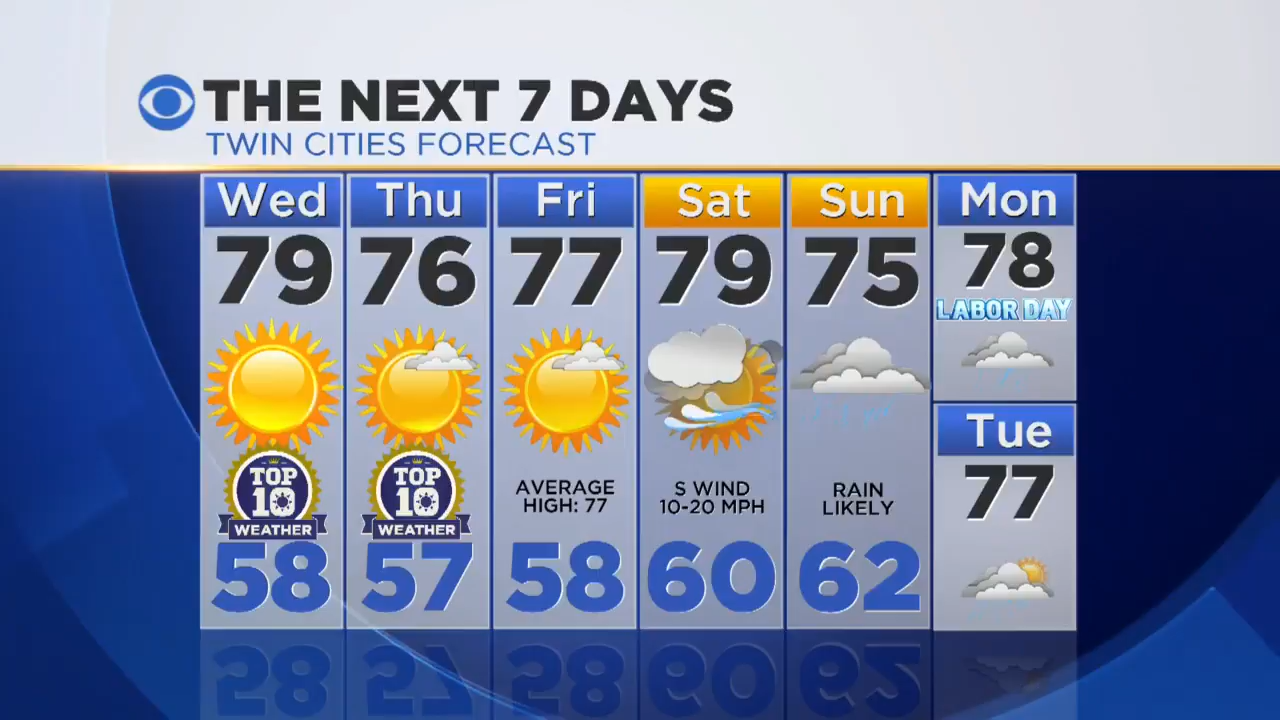 THE NEXT 7 DAYS
TWIN CITIES FORECAST
Wed
79
TOP
10
WEATHER
58
Thu
76
TOP
10
WEATHER
57
Fri
77
AVERAGE
HIGH: 77
58
Sat
79
S WIND
10-20 MPH
60
Sun
75
RAIN
LIKELY
62
Mon
78
LABOR DAY
Tue
77